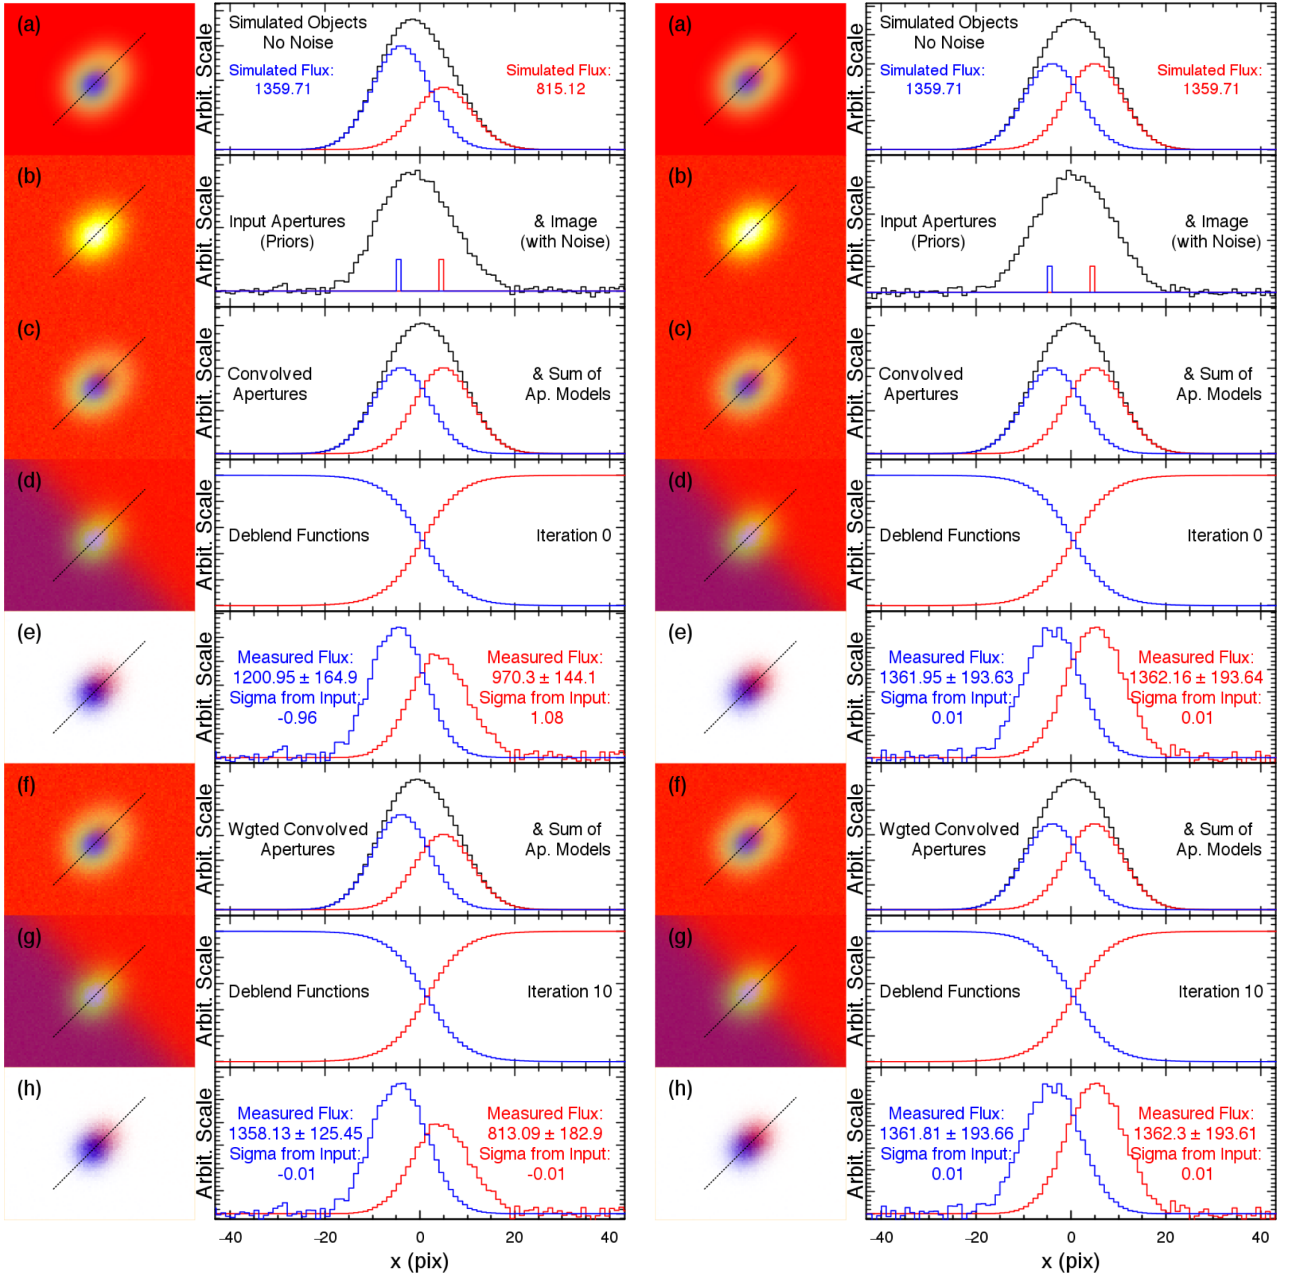 (a)
Arbit. Scale
Simulated Objects
No Noise
Simulated Flux:
1359.71
Simulated Flux:
815.12
(b)
Arbit. Scale
Input Apertures
(Priors)
& Image
(with Noise)
(c)
Arbit. Scale
Convolved
Apertures
& Sum of
Ap. Models
(d)
Arbit. Scale
Deblend Functions
Iteration 0
(e)
Arbit. Scale
Measured Flux:
1200.95 ± 164.9
Sigma from Input:
-0.96
Measured Flux:
970.3 ± 144.1
Sigma from Input:
1.08
(f)
Arbit. Scale
Wgted Convolved
Apertures
& Sum of
Ap. Models
(g)
Arbit. Scale
Deblend Functions
Iteration 10
(h)
Arbit. Scale
Measured Flux:
1358.13 ± 125.45
Sigma from Input:
-0.01
Measured Flux:
813.09 ± 182.9
Sigma from Input:
-0.01
−40 −20 0 20 40
x (pix)
(a)
Arbit. Scale
Simulated Objects
No Noise
Simulated Flux:
1359.71
Simulated Flux:
1359.71
(b)
Arbit. Scale
Input Apertures
(Priors)
& Image
(with Noise)
(c)
Arbit. Scale
Convolved
Apertures
& Sum of
Ap. Models
(d)
Arbit. Scale
Deblend Functions
Iteration 0
(e)
Arbit. Scale
Measured Flux:
1361.95 ± 193.63
Sigma from Input:
0.01
Measured Flux:
1362.16 ± 193.64
Sigma from Input:
0.01
(f)
Arbit. Scale
Wgted Convolved
Apertures
& Sum of
Ap. Models
(g)
Arbit. Scale
Deblend Functions
Iteration 10
(h)
Arbit. Scale
Measured Flux:
1361.81 ± 193.66
Sigma from Input:
0.01
Measured Flux:
1362.3 ± 193.61
Sigma from Input:
0.01
−40 −20 0 20 40
x (pix)